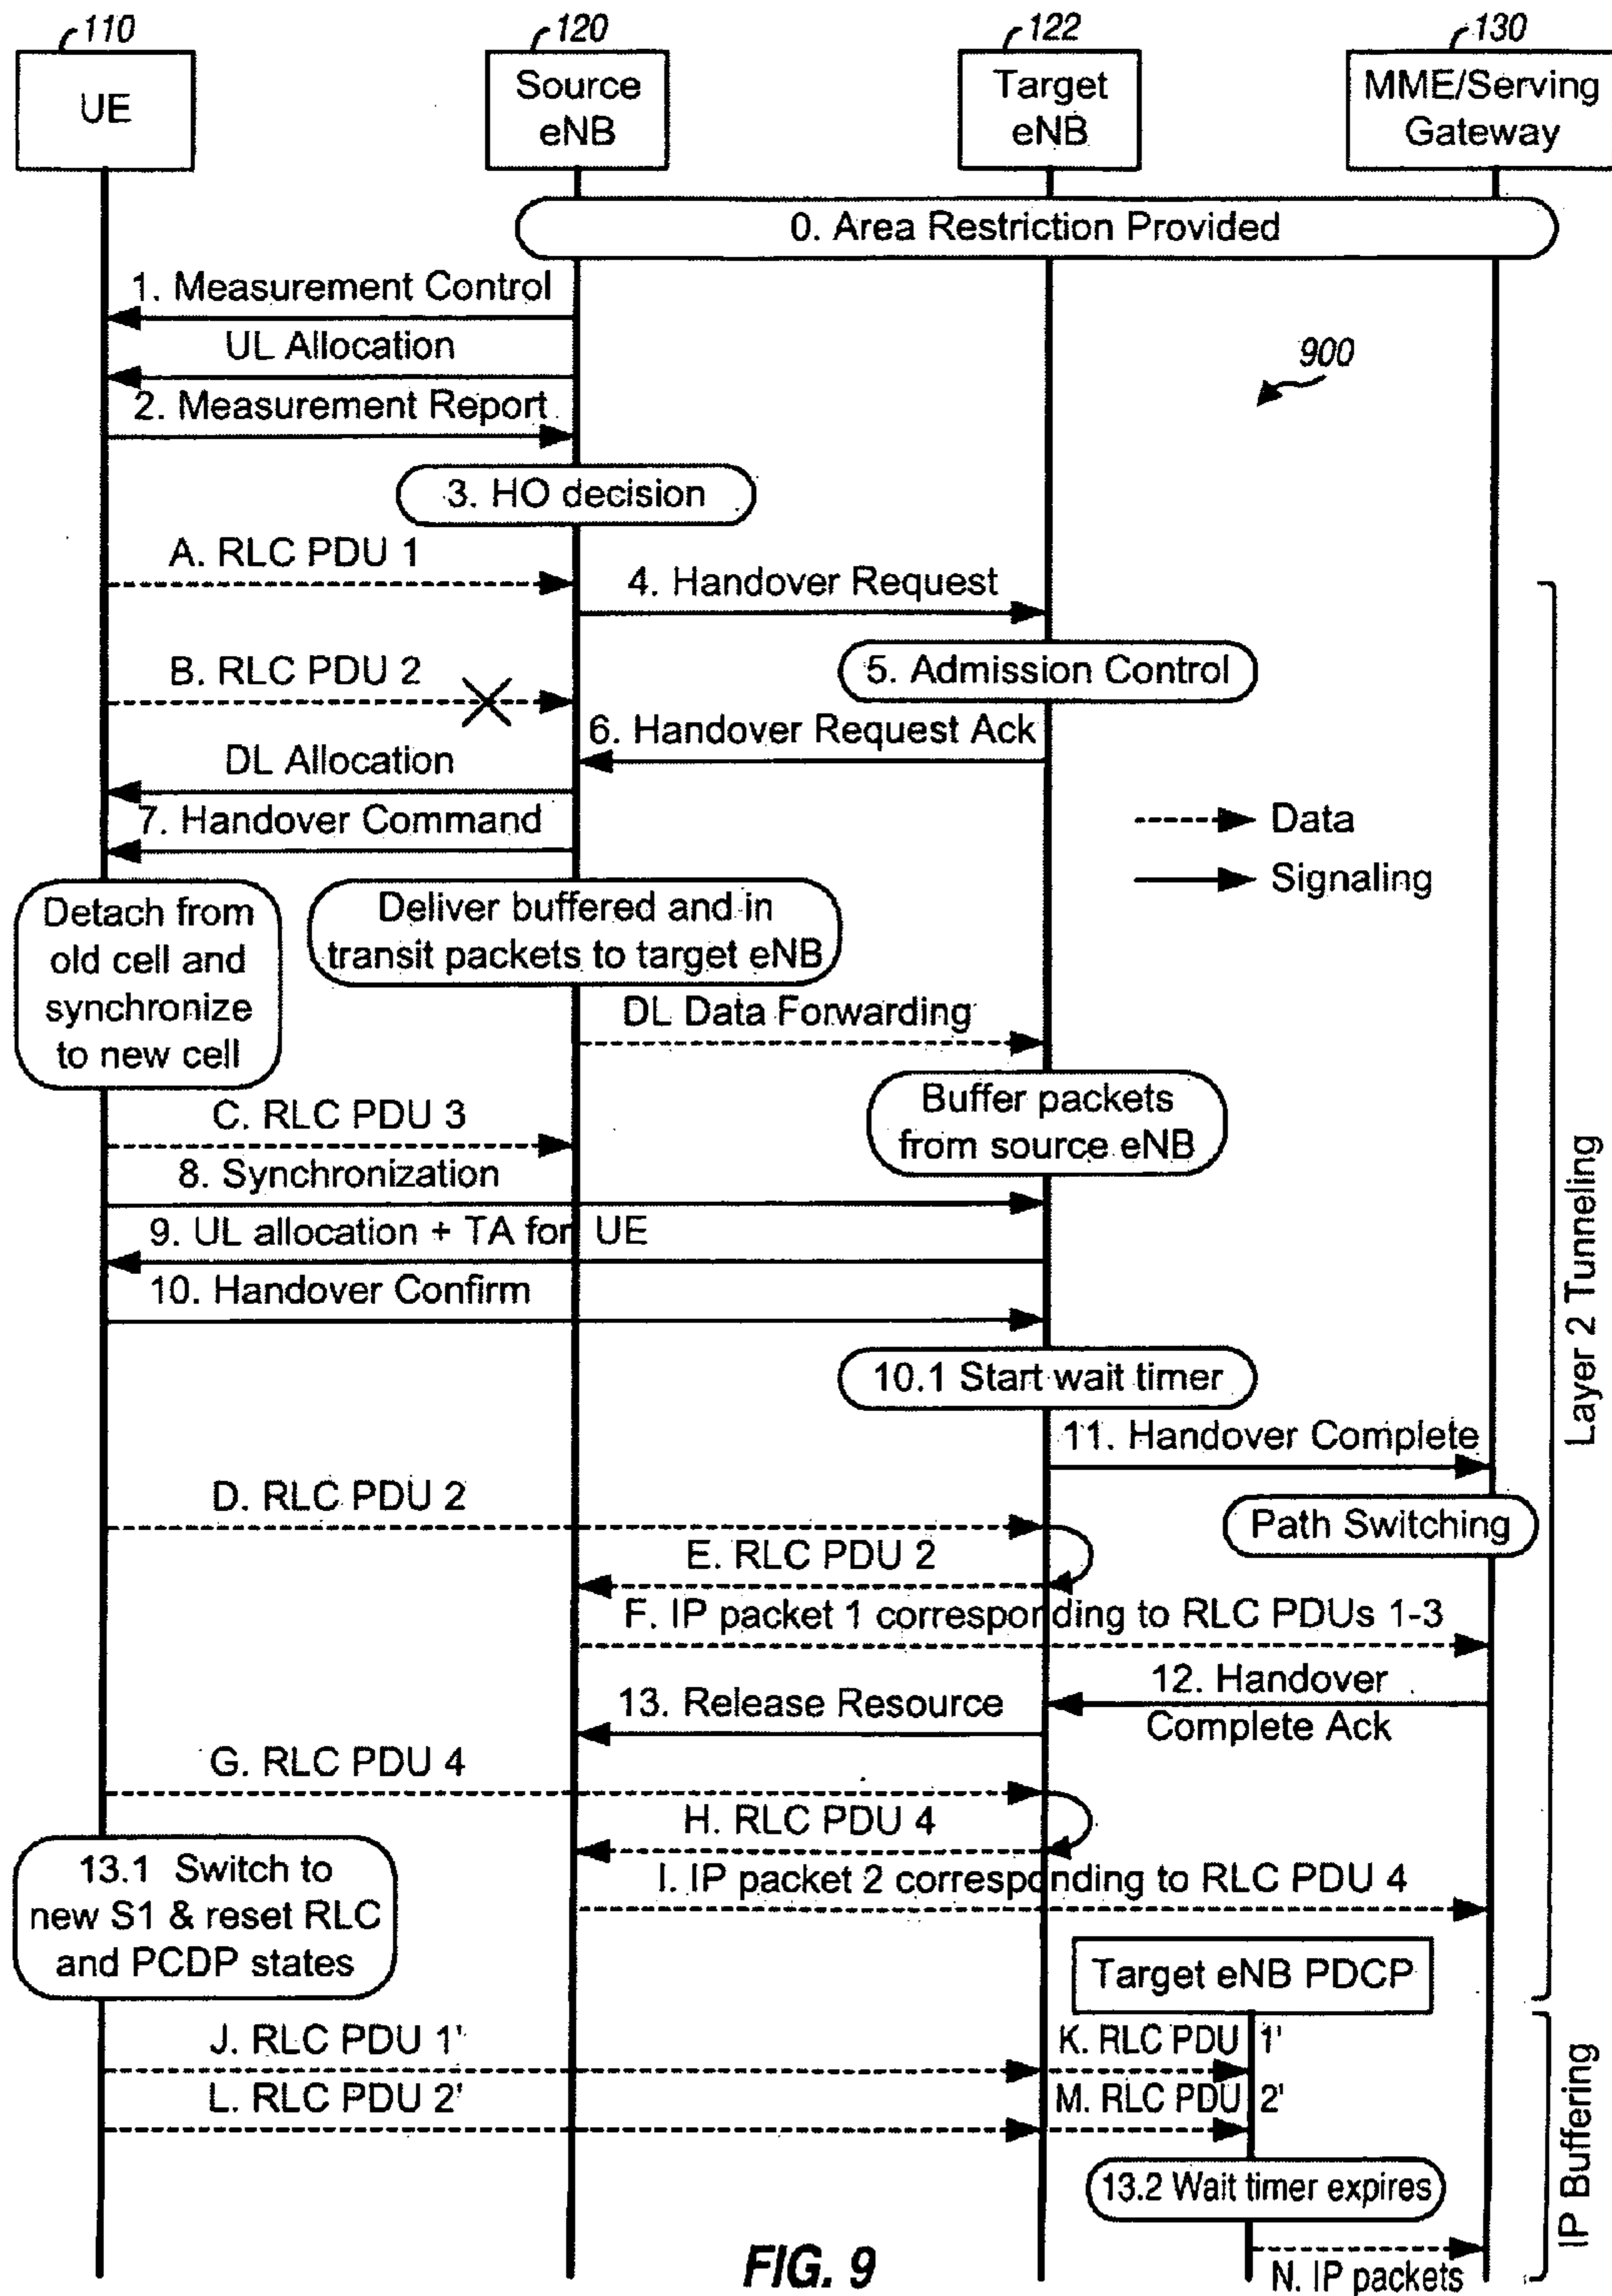 110
120
122
130
UE
Source
eNB
Target
eNB
MME/Serving
Gateway
0. Area Restriction Provided
1. Measurement Control
UL Allocation
900
2. Measurement Report
3. HO decision
A. RLC PDU 1
4. Handover Request
B. RLC PDU 2
5. Admission Control
6. Handover Request Ack
DL Allocation
7. Handover Command
Data
Signaling
Detach from
old cell and
synchronize
to new cell
Deliver buffered and in
transit packets to target eNB
DL Data Forwarding
Buffer packets
from source eNB
C. RLC PDU 3
8. Synchronization
9. UL allocation + TA for UE
10. Handover Confirm
10.1 Start wait timer
11. Handover Complete
Layer 2 Tunneling
D. RLC PDU 2
Path Switching
E. RLC PDU 2
F. IP packet 1 corresponding to RLC PDUs 1-3
12. Handover
Complete Ack
13. Release Resource
G. RLC PDU 4
H. RLC PDU 4
13.1 Switch to
new S1 & reset RLC
and PCDP states
I. IP packet 2 corresponding to RLC PDU 4
Target eNB PDCP
J. RLC PDU 1'
K. RLC PDU 1'
L. RLC PDU 2'
M. RLC PDU 2'
13.2 Wait timer expires
IP Buffering
N. IP packets
FIG. 9